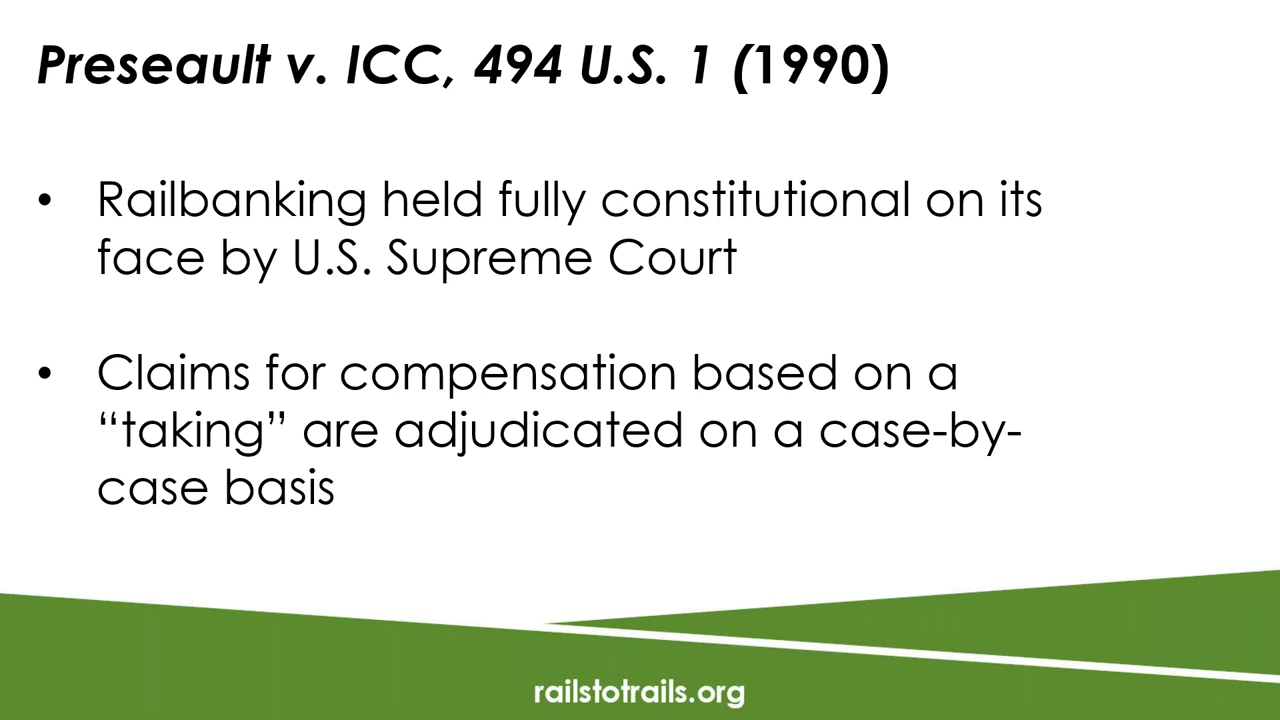 Preseault v. ICC, 494 U.S. 1 (1990)
• Railbanking held fully constitutional on its
face by U.S. Supreme Court
• Claims for compensation based on a
“taking” are adjudicated on a case-by-
case basis
railstotrails.org